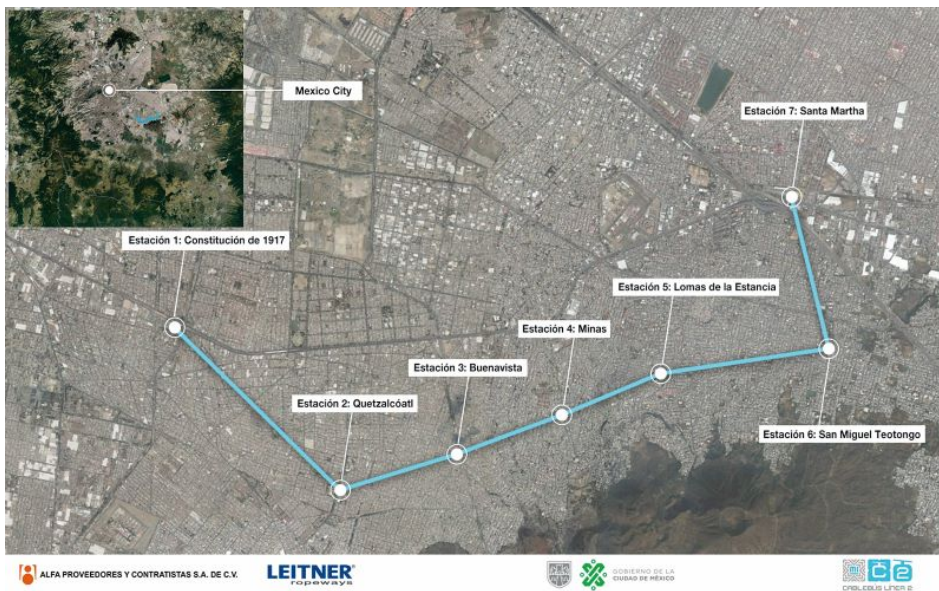 Mexico City
Estación 7: Santa Martha
Estación 1: Constitución de 1917
Estación 5: Lomas de la Estancia
Estación 4: Minas
Estación 3: Buenavista
Estación 2: Quetzalcóatl
Estación 6: San Miguel Teotongo
ALFA PROVEEDORES Y CONTRATISTAS S.A. DE C.V.
LEITNER®
ropeways
GOBIERNO DE LA
CIUDAD DE MÉXICO
mi
C2
CABLEBUS LINEA 2